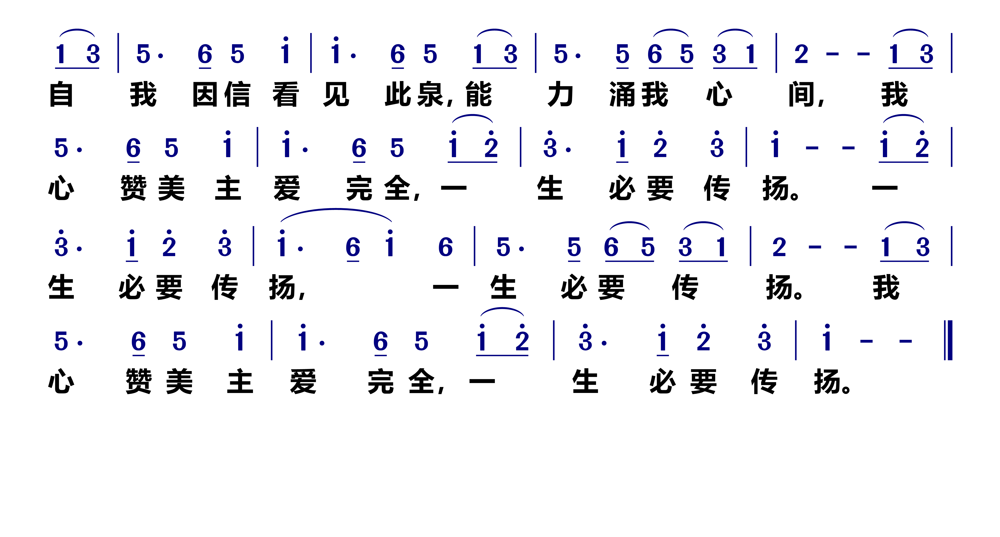 1 3 | 5· 6 5 1̇ | 1̇· 6 5 1 3 | 5· 5 6 5 3 1 | 2 - - 1 3 |
自我因信看见此泉,能力涌我心间,我
5· 6 5 1̇ | 1̇· 6 5 1̇ 2̇ | 3̇· 1̇ 2̇ 3̇ | 1̇ - - 1̇ 2̇ |
心赞美主爱完全,一生必要传扬。一
3̇· 1̇ 2̇ 3̇ | 1̇· 6 1̇ 6 | 5· 5 6 5 3 1 | 2 - - 1 3 |
生必要传扬,一生必要传扬。我
5· 6 5 1̇ | 1̇· 6 5 1̇ 2̇ | 3̇· 1̇ 2̇ 3̇ | 1̇ - - ‖
心赞美主爱完全,一生必要传扬。